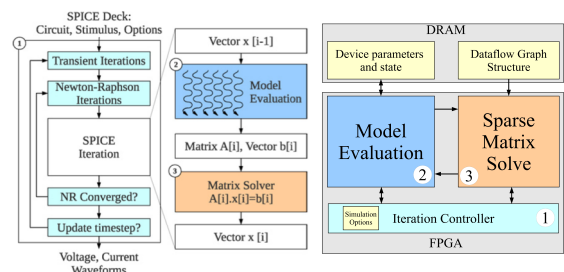 SPICE Deck:
Circuit, Stimulus, Options
1
Transient Iterations
Newton-Raphson
Iterations
SPICE
Iteration
NR Converged?
Update timestep?
Voltage, Current
Waveforms
Vector x [i-1]
2
Model
Evaluation
Matrix A[i], Vector b[i]
3
Matrix Solver
A[i].x[i]=b[i]
Vector x [i]
DRAM
Device parameters
and state
Dataflow Graph
Structure
Model
Evaluation
2
Sparse
Matrix
Solve
3
Simulation
Options
Iteration Controller
1
FPGA